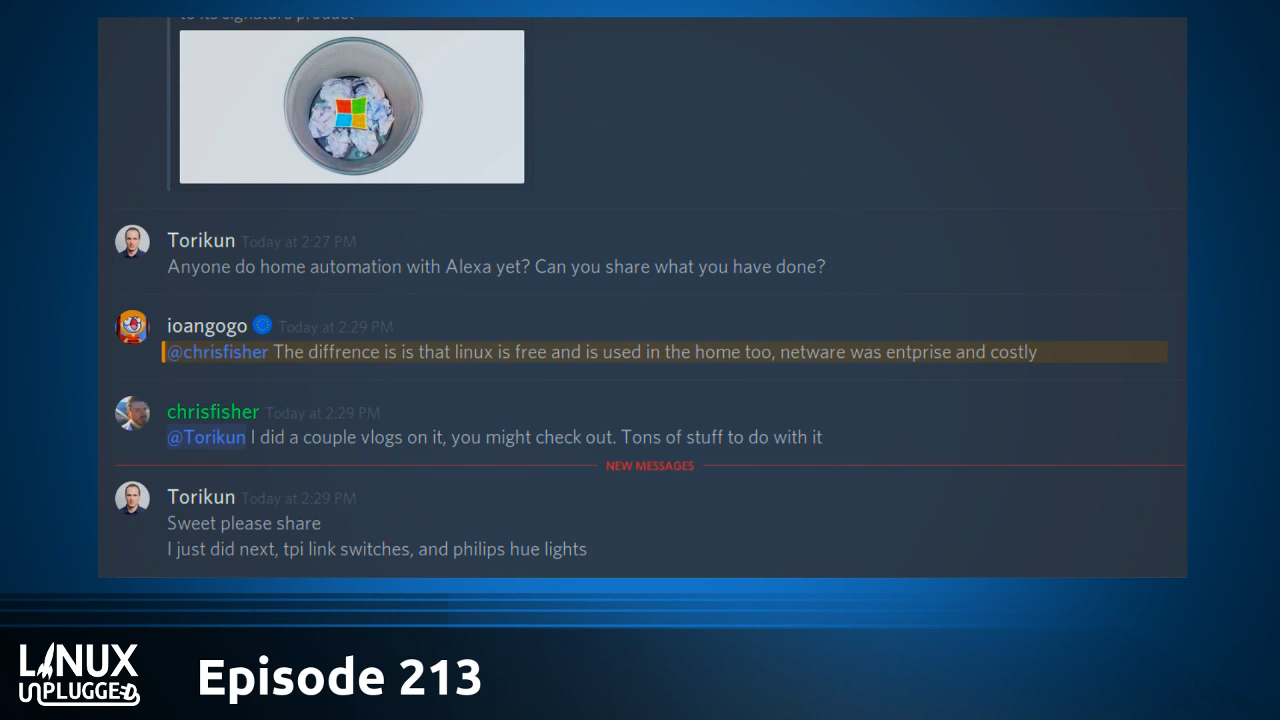 to its signature product
Torikun Today at 2:27 PM
Anyone do home automation with Alexa yet? Can you share what you have done?
ioangogo Today at 2:29 PM
@chrisfisher The diffrence is is that linux is free and is used in the home too, netware was entprise and costly
chrisfisher Today at 2:29 PM
@Torikun I did a couple vlogs on it, you might check out. Tons of stuff to do with it
NEW MESSAGES
Torikun Today at 2:29 PM
Sweet please share
I just did next, tpi link switches, and philips hue lights
LINUX
UNPLUGGED
Episode 213